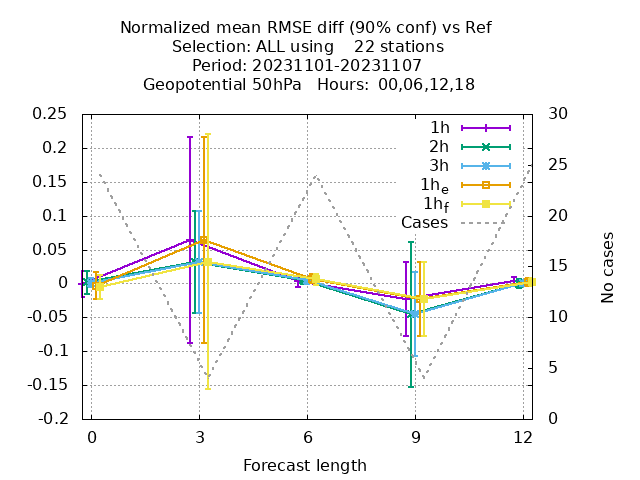 Normalized mean RMSE diff (90% conf) vs Ref
Selection: ALL using    22 stations
Period: 20231101-20231107
Geopotential 50hPa   Hours:  00,06,12,18
0.25
0.2
0.15
0.1
0.05
0
-0.05
-0.1
-0.15
-0.2
30
25
20
15
10
5
0
1h
2h
3h
1he
1hf
Cases
No cases
0 3 6 9 12
Forecast length